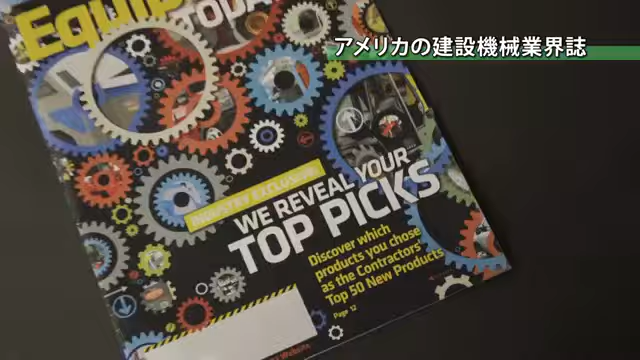 アメリカの建設機械業界誌
Equip
TODAY
INDUSTRY EXCLUSIVE:
WE REVEAL YOUR
TOP PICKS
Discover which
products you chose
as the Contractors'
Top 50 New Products
Page 12